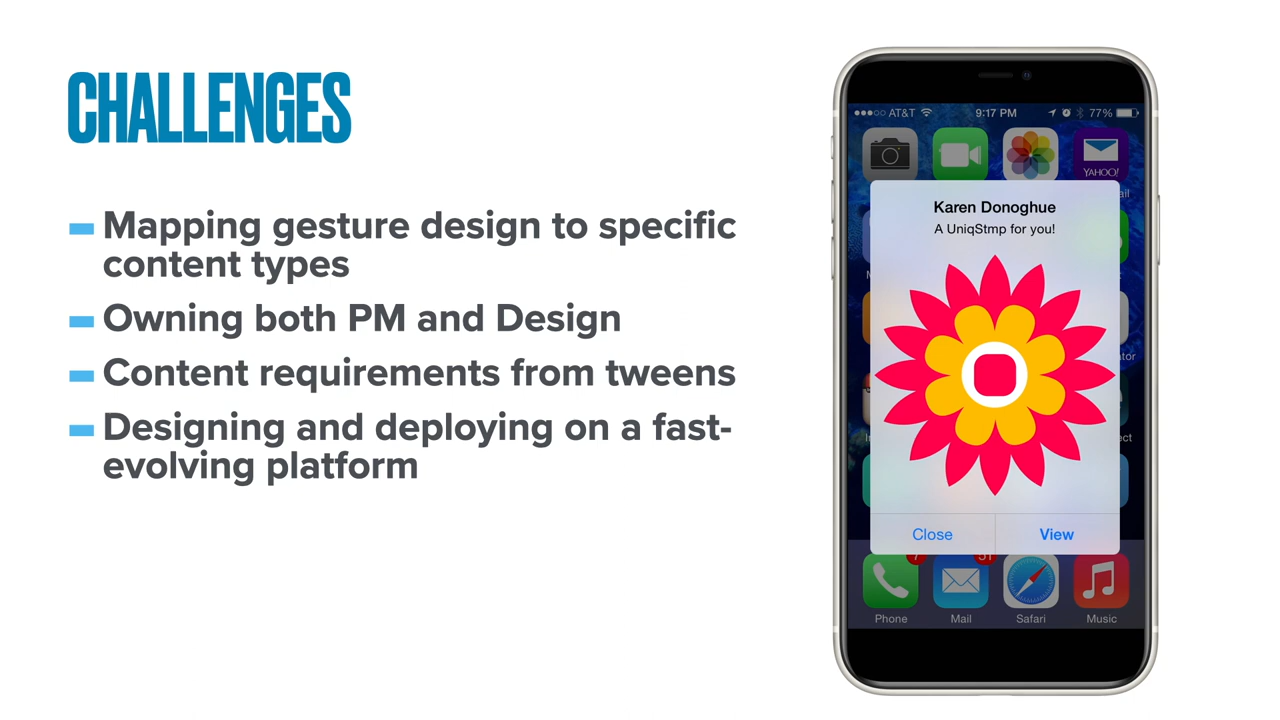 CHALLENGES
Mapping gesture design to specific
content types
Owning both PM and Design
Content requirements from tweens
Designing and deploying on a fast-
evolving platform
AT&T 9:17 PM 77%
YAHOO!
Karen Donoghue
A UniqStmp for you!
Close View
Phone Mail Safari Music